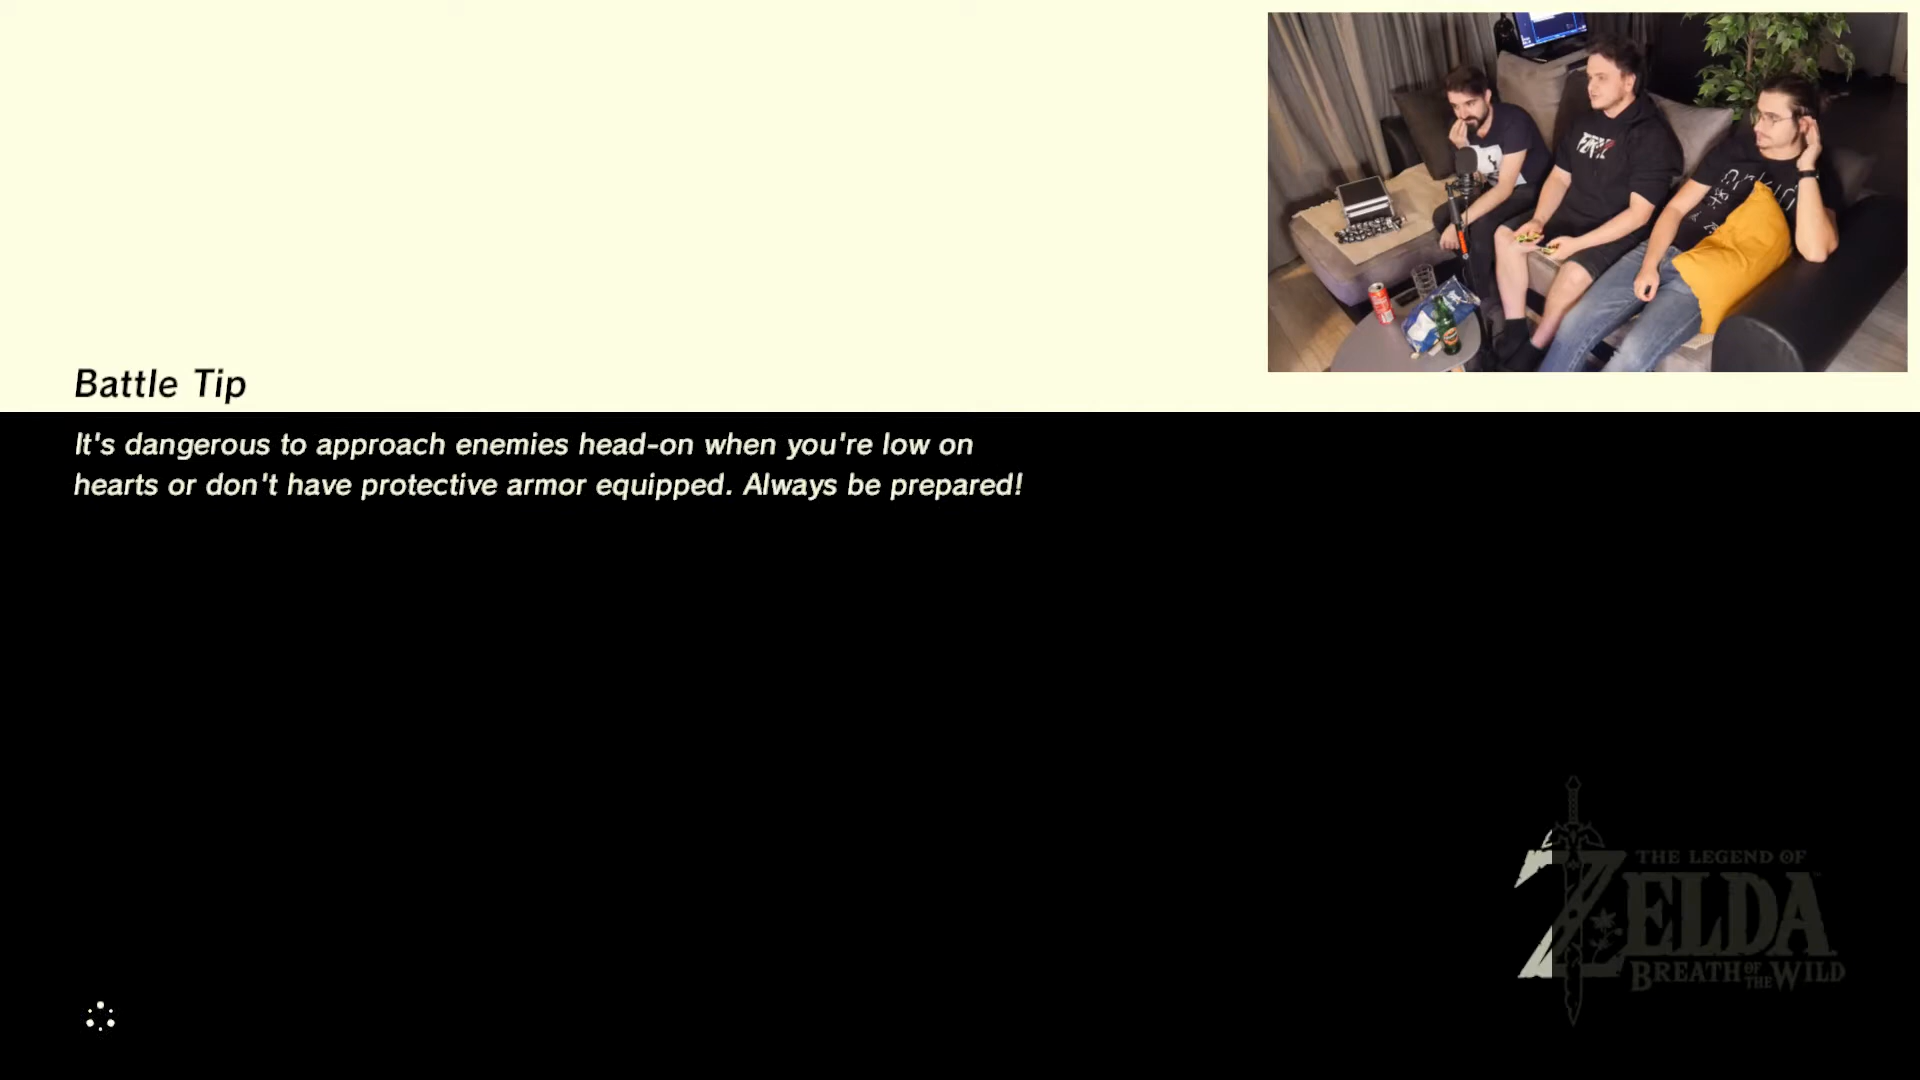 Battle Tip
It's dangerous to approach enemies head-on when you're low on
hearts or don't have protective armor equipped. Always be prepared!
THE LEGEND OF
ZELDA
BREATH OF THE WILD